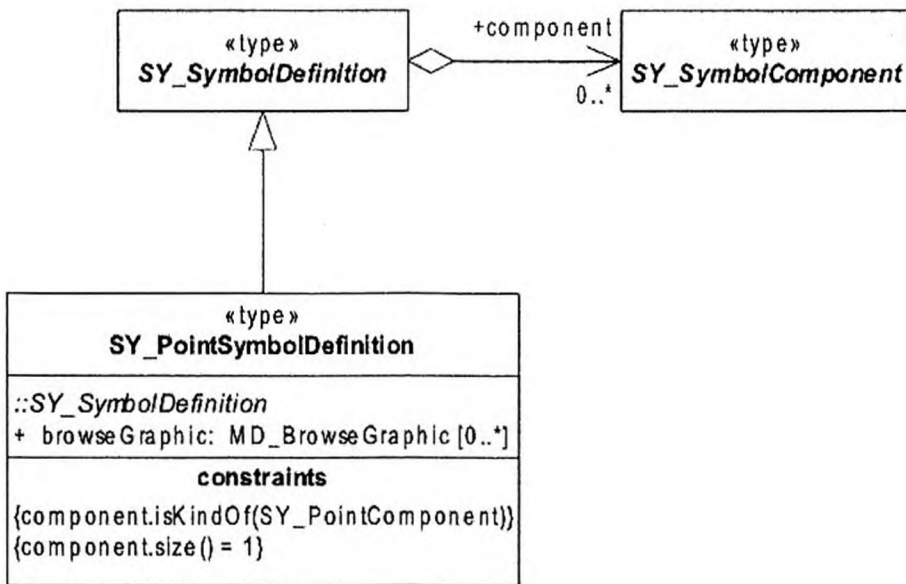 «type»
SY_SymbolDefinition
+component
0..*
«type»
SY_SymbolComponent
«type»
SY_PointSymbolDefinition
::SY_SymbolDefinition
+ browseGraphic: MD_BrowseGraphic [0..*]
constraints
{component.isKindOf(SY_PointComponent)}
{component.size() = 1}